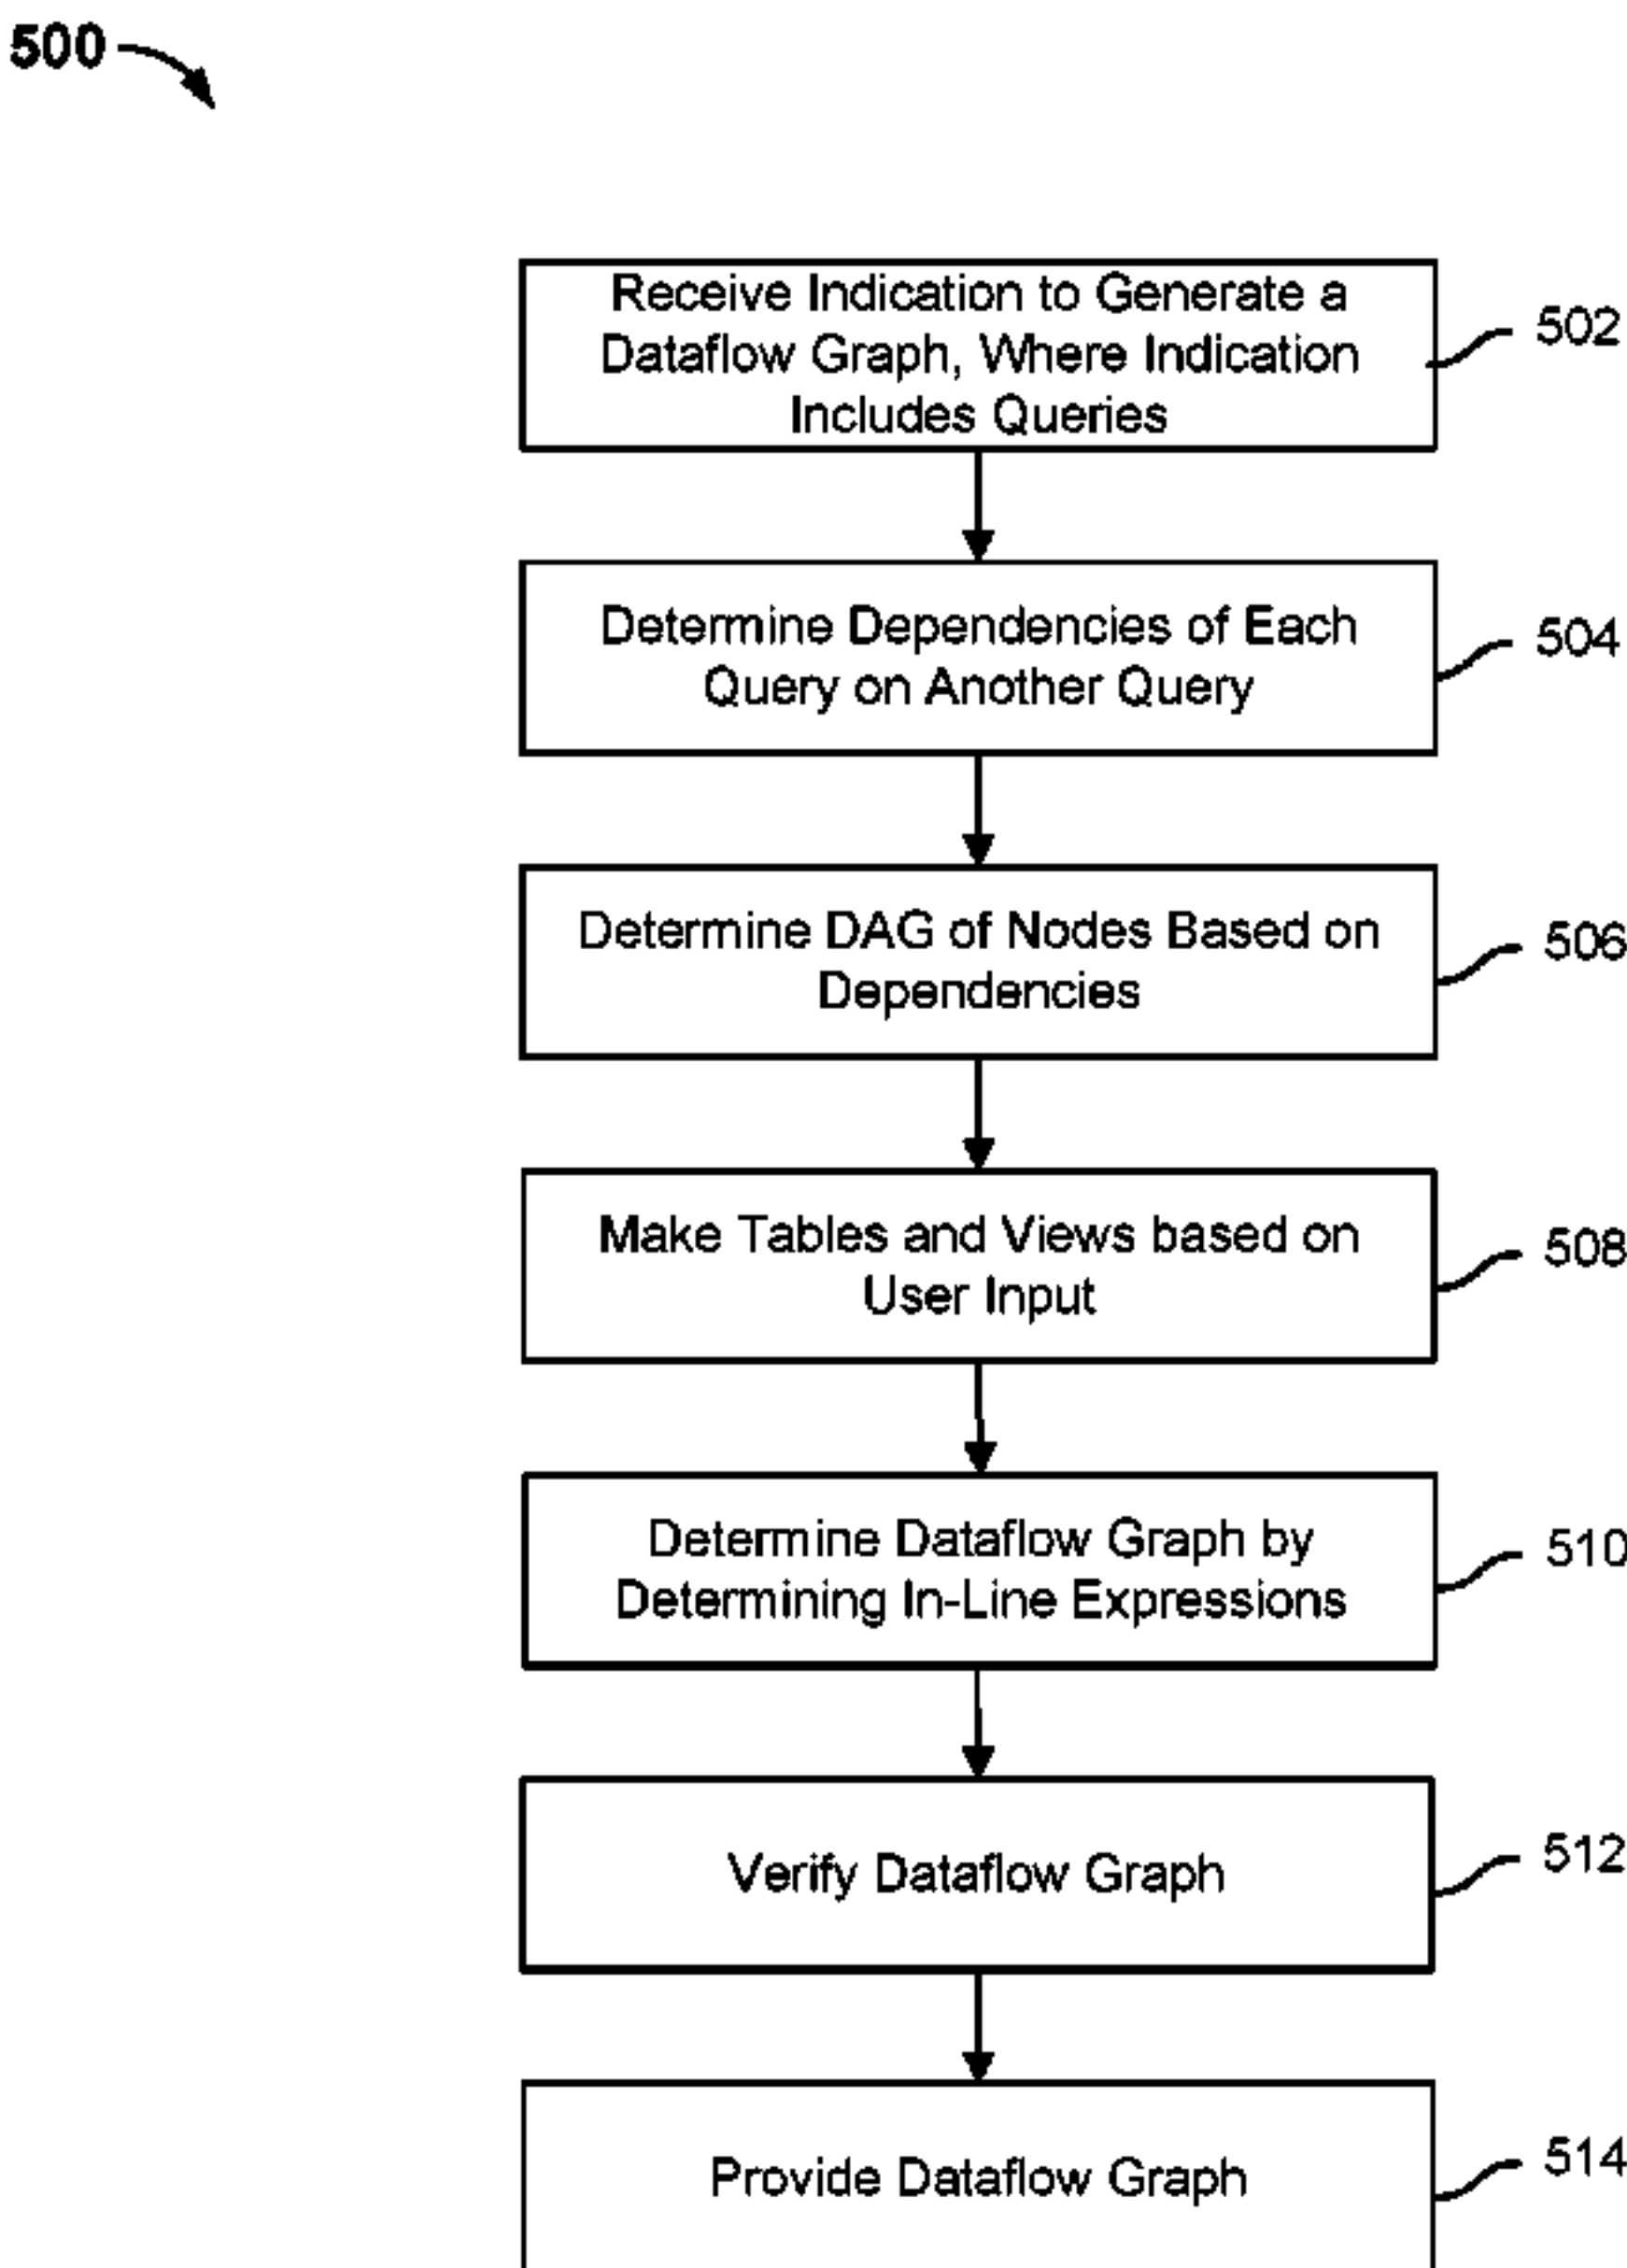 500
Receive Indication to Generate a
Dataflow Graph, Where Indication
Includes Queries
502
Determine Dependencies of Each
Query on Another Query
504
Determine DAG of Nodes Based on
Dependencies
506
Make Tables and Views based on
User Input
508
Determine Dataflow Graph by
Determining In-Line Expressions
510
Verify Dataflow Graph
512
Provide Dataflow Graph
514